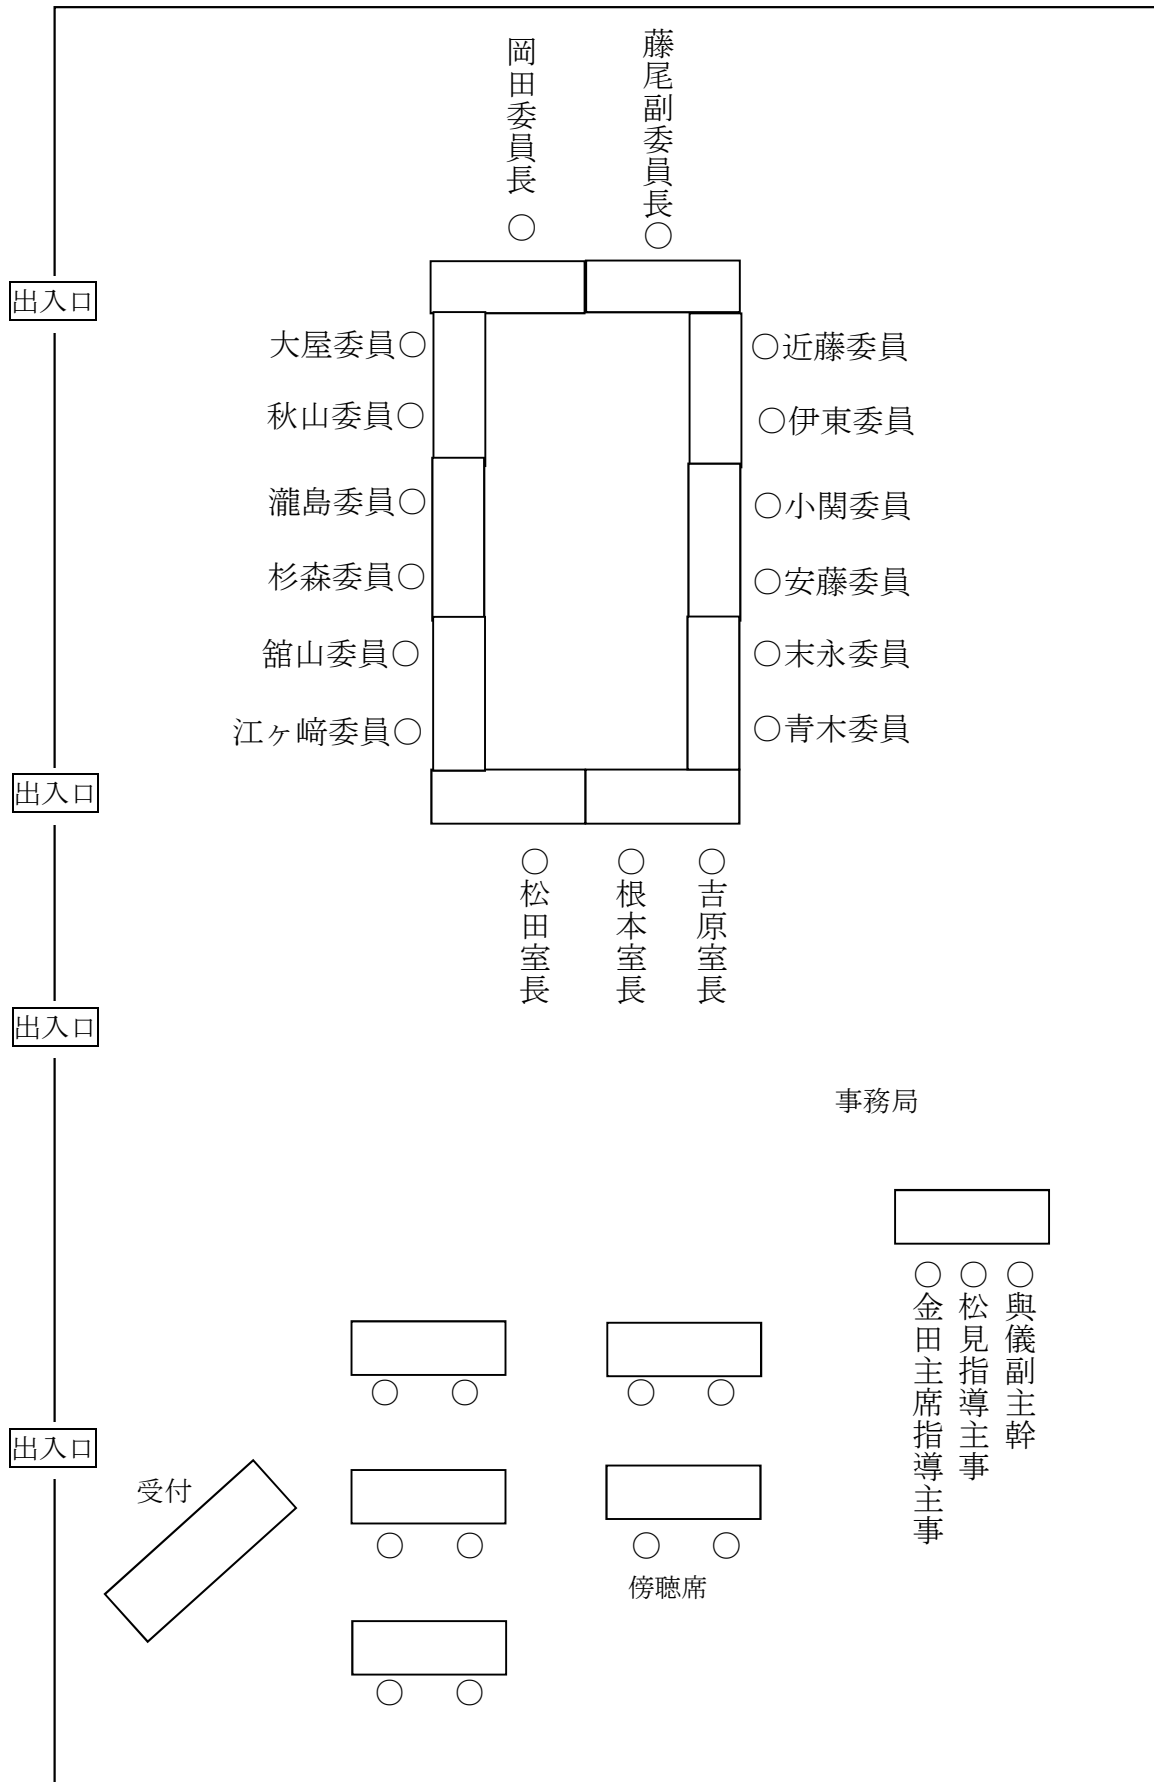 岡田委員長 ○
藤尾副委員長○
出入口
大屋委員○
○近藤委員
秋山委員○
○伊東委員
瀧島委員○
○小関委員
杉森委員○
○安藤委員
舘山委員○
○末永委員
江ヶ﨑委員○
○青木委員
出入口
○松田室長
○根本室長
○吉原室長
出入口
事務局
○金田主席指導主事
○松見指導主事
○與儀副主幹
○ ○
○ ○
出入口
受付
○ ○
○ ○
傍聴席
○ ○